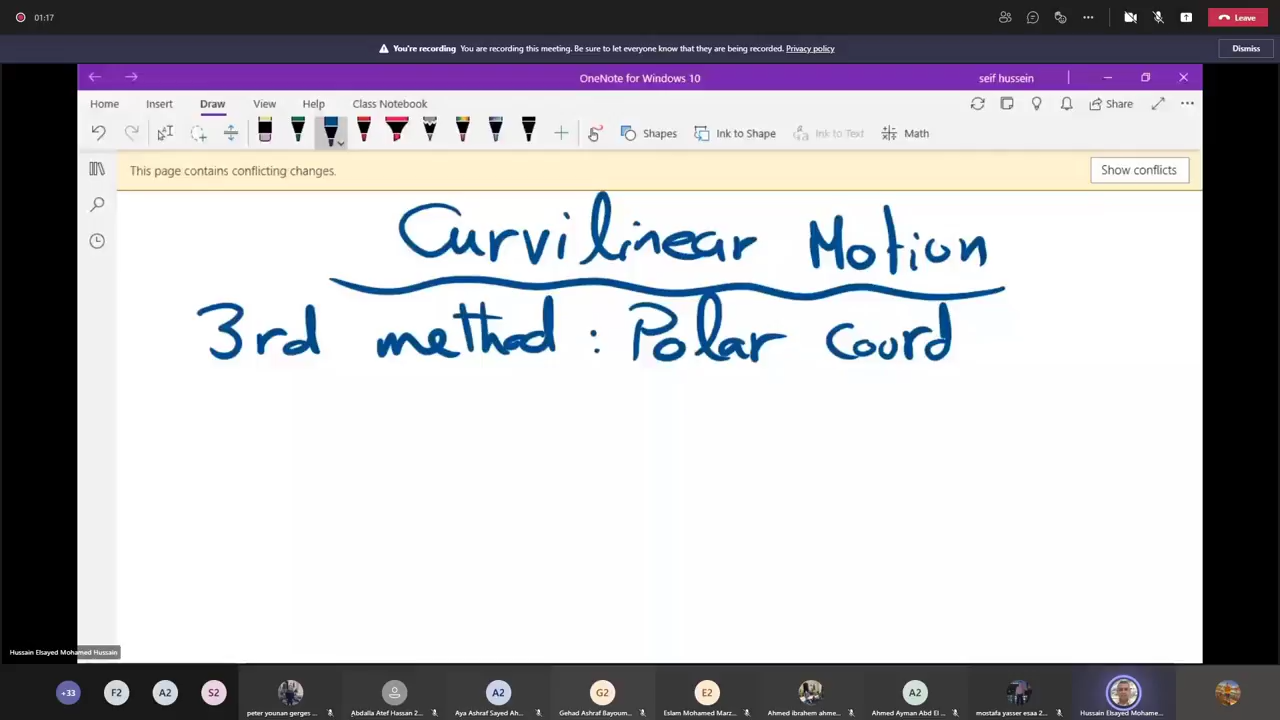 01:17
Leave
You're recording You are recording this meeting. Be sure to let everyone know that they are being recorded. Privacy policy
Dismiss
OneNote for Windows 10
seif hussein
Home Insert Draw View Help Class Notebook
Share
Shapes Ink to Shape Ink to Text Math
This page contains conflicting changes.
Show conflicts
Curvilinear Motion
3rd method : Polar Coord
Hussain Elsayed Mohamed Hussain
+33 F2 A2 S2 A2 G2 E2 A2
peter younan gerges ... Abdalla Atef Hassan 2... Aya Ashraf Sayed Ah... Gehad Ashraf Bayoum... Eslam Mohamed Marz... Ahmed ibrahem ahme... Ahmed Ayman Abd El ... mostafa yasser esaa 2... Hussain Elsayed Mohame...